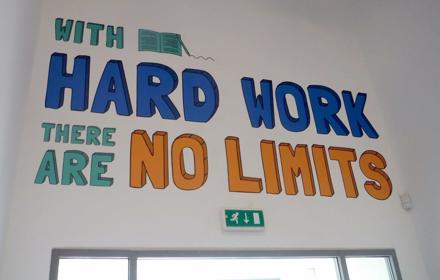 WITH
HARD WORK
THERE
ARE NO LIMITS